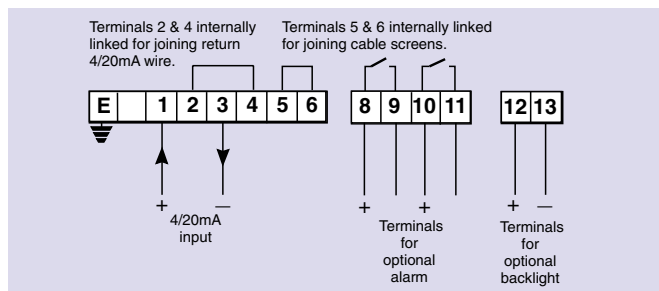 Terminals 2 & 4 internally
linked for joining return
4/20mA wire.
Terminals 5 & 6 internally linked
for joining cable screens.
E 1 2 3 4 5 6
8 9 10 11
12 13
+ —
4/20mA
input
+ +
Terminals
for
optional
alarm
+ —
Terminals
for
optional
backlight